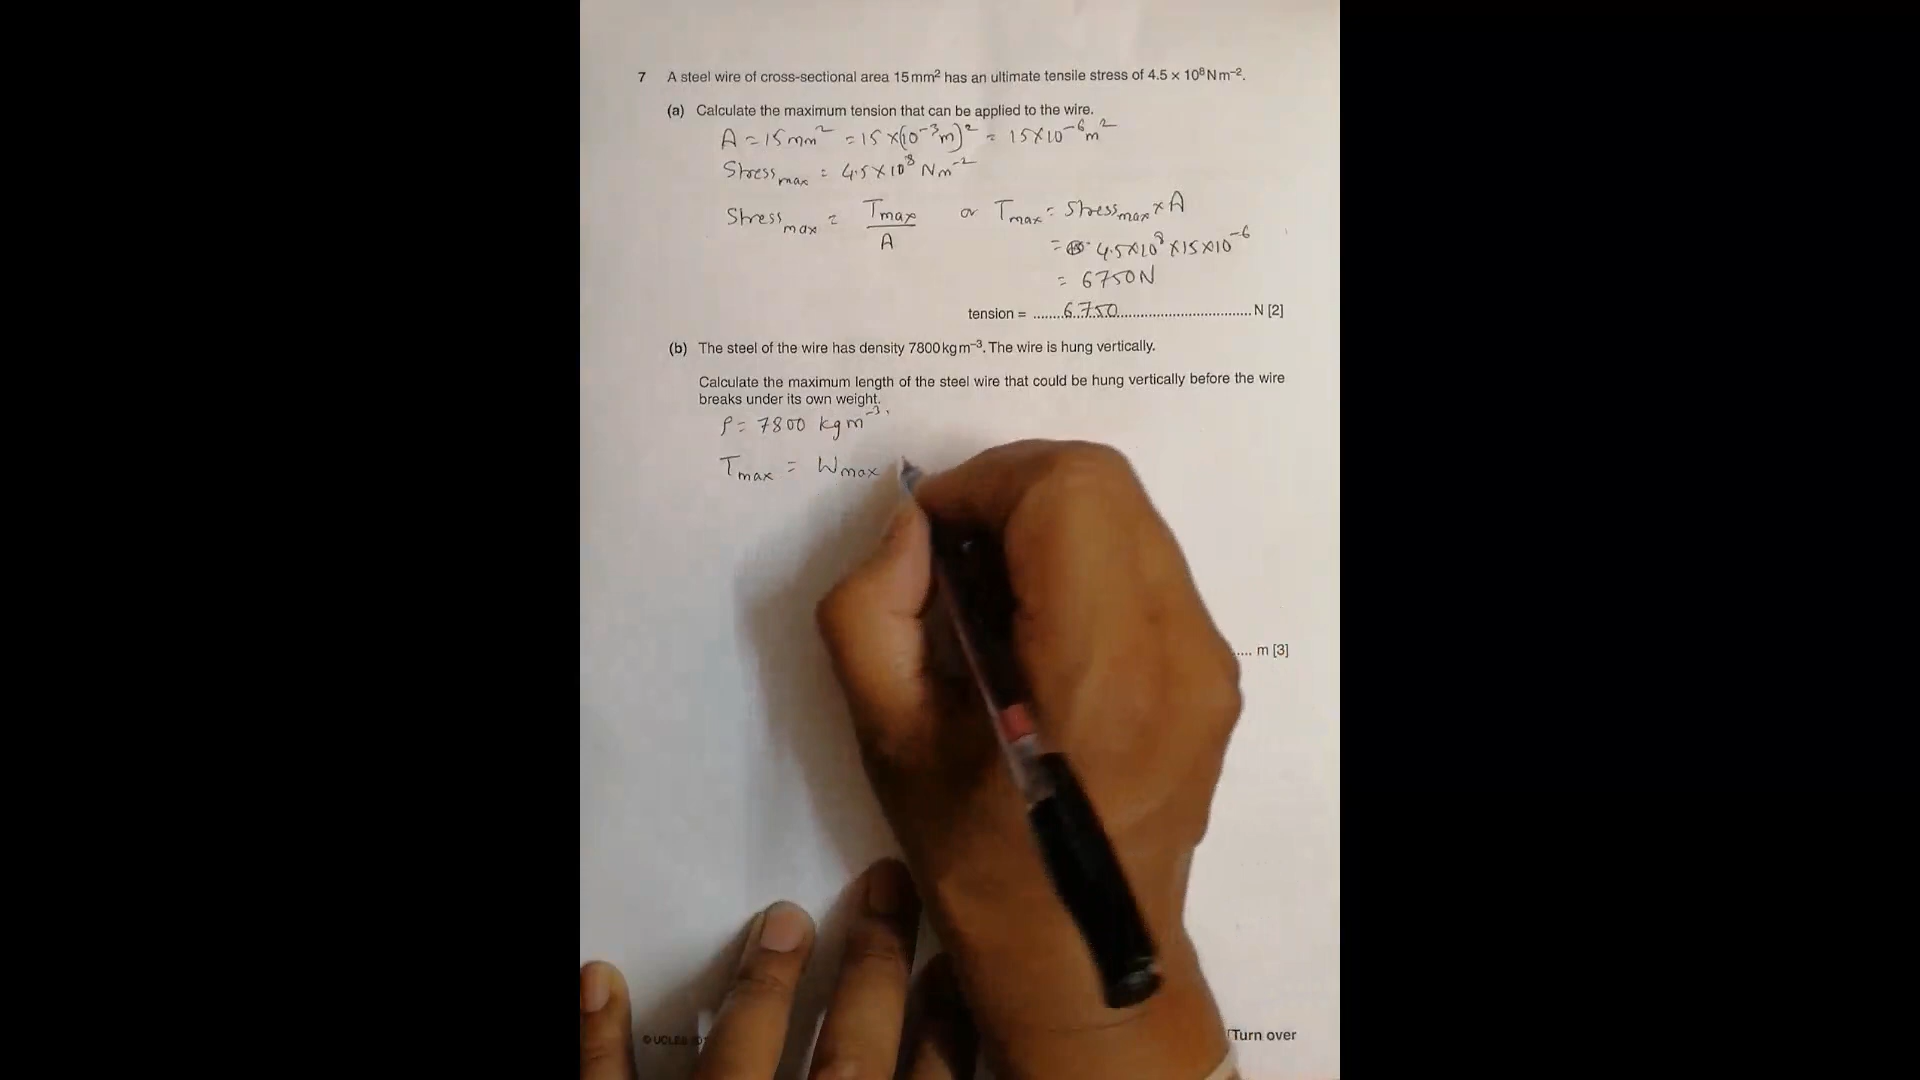 7 A steel wire of cross-sectional area 15 mm² has an ultimate tensile stress of 4.5 × 10⁸ N m⁻².
(a) Calculate the maximum tension that can be applied to the wire.
A = 15 mm² = 15 × (10⁻³m)² = 15 × 10⁻⁶ m²
Stress max = 4.5 × 10⁸ Nm⁻²
Stress max = Tmax / A or Tmax = Stress max × A
= 4.5 × 10⁸ × 15 × 10⁻⁶
= 6750 N
tension = ........6750.................................... N [2]
(b) The steel of the wire has density 7800 kg m⁻³. The wire is hung vertically.
Calculate the maximum length of the steel wire that could be hung vertically before the wire
breaks under its own weight.
ρ = 7800 kg m⁻³.
Tmax = Wmax
.... m [3]
© UCLES
[Turn over